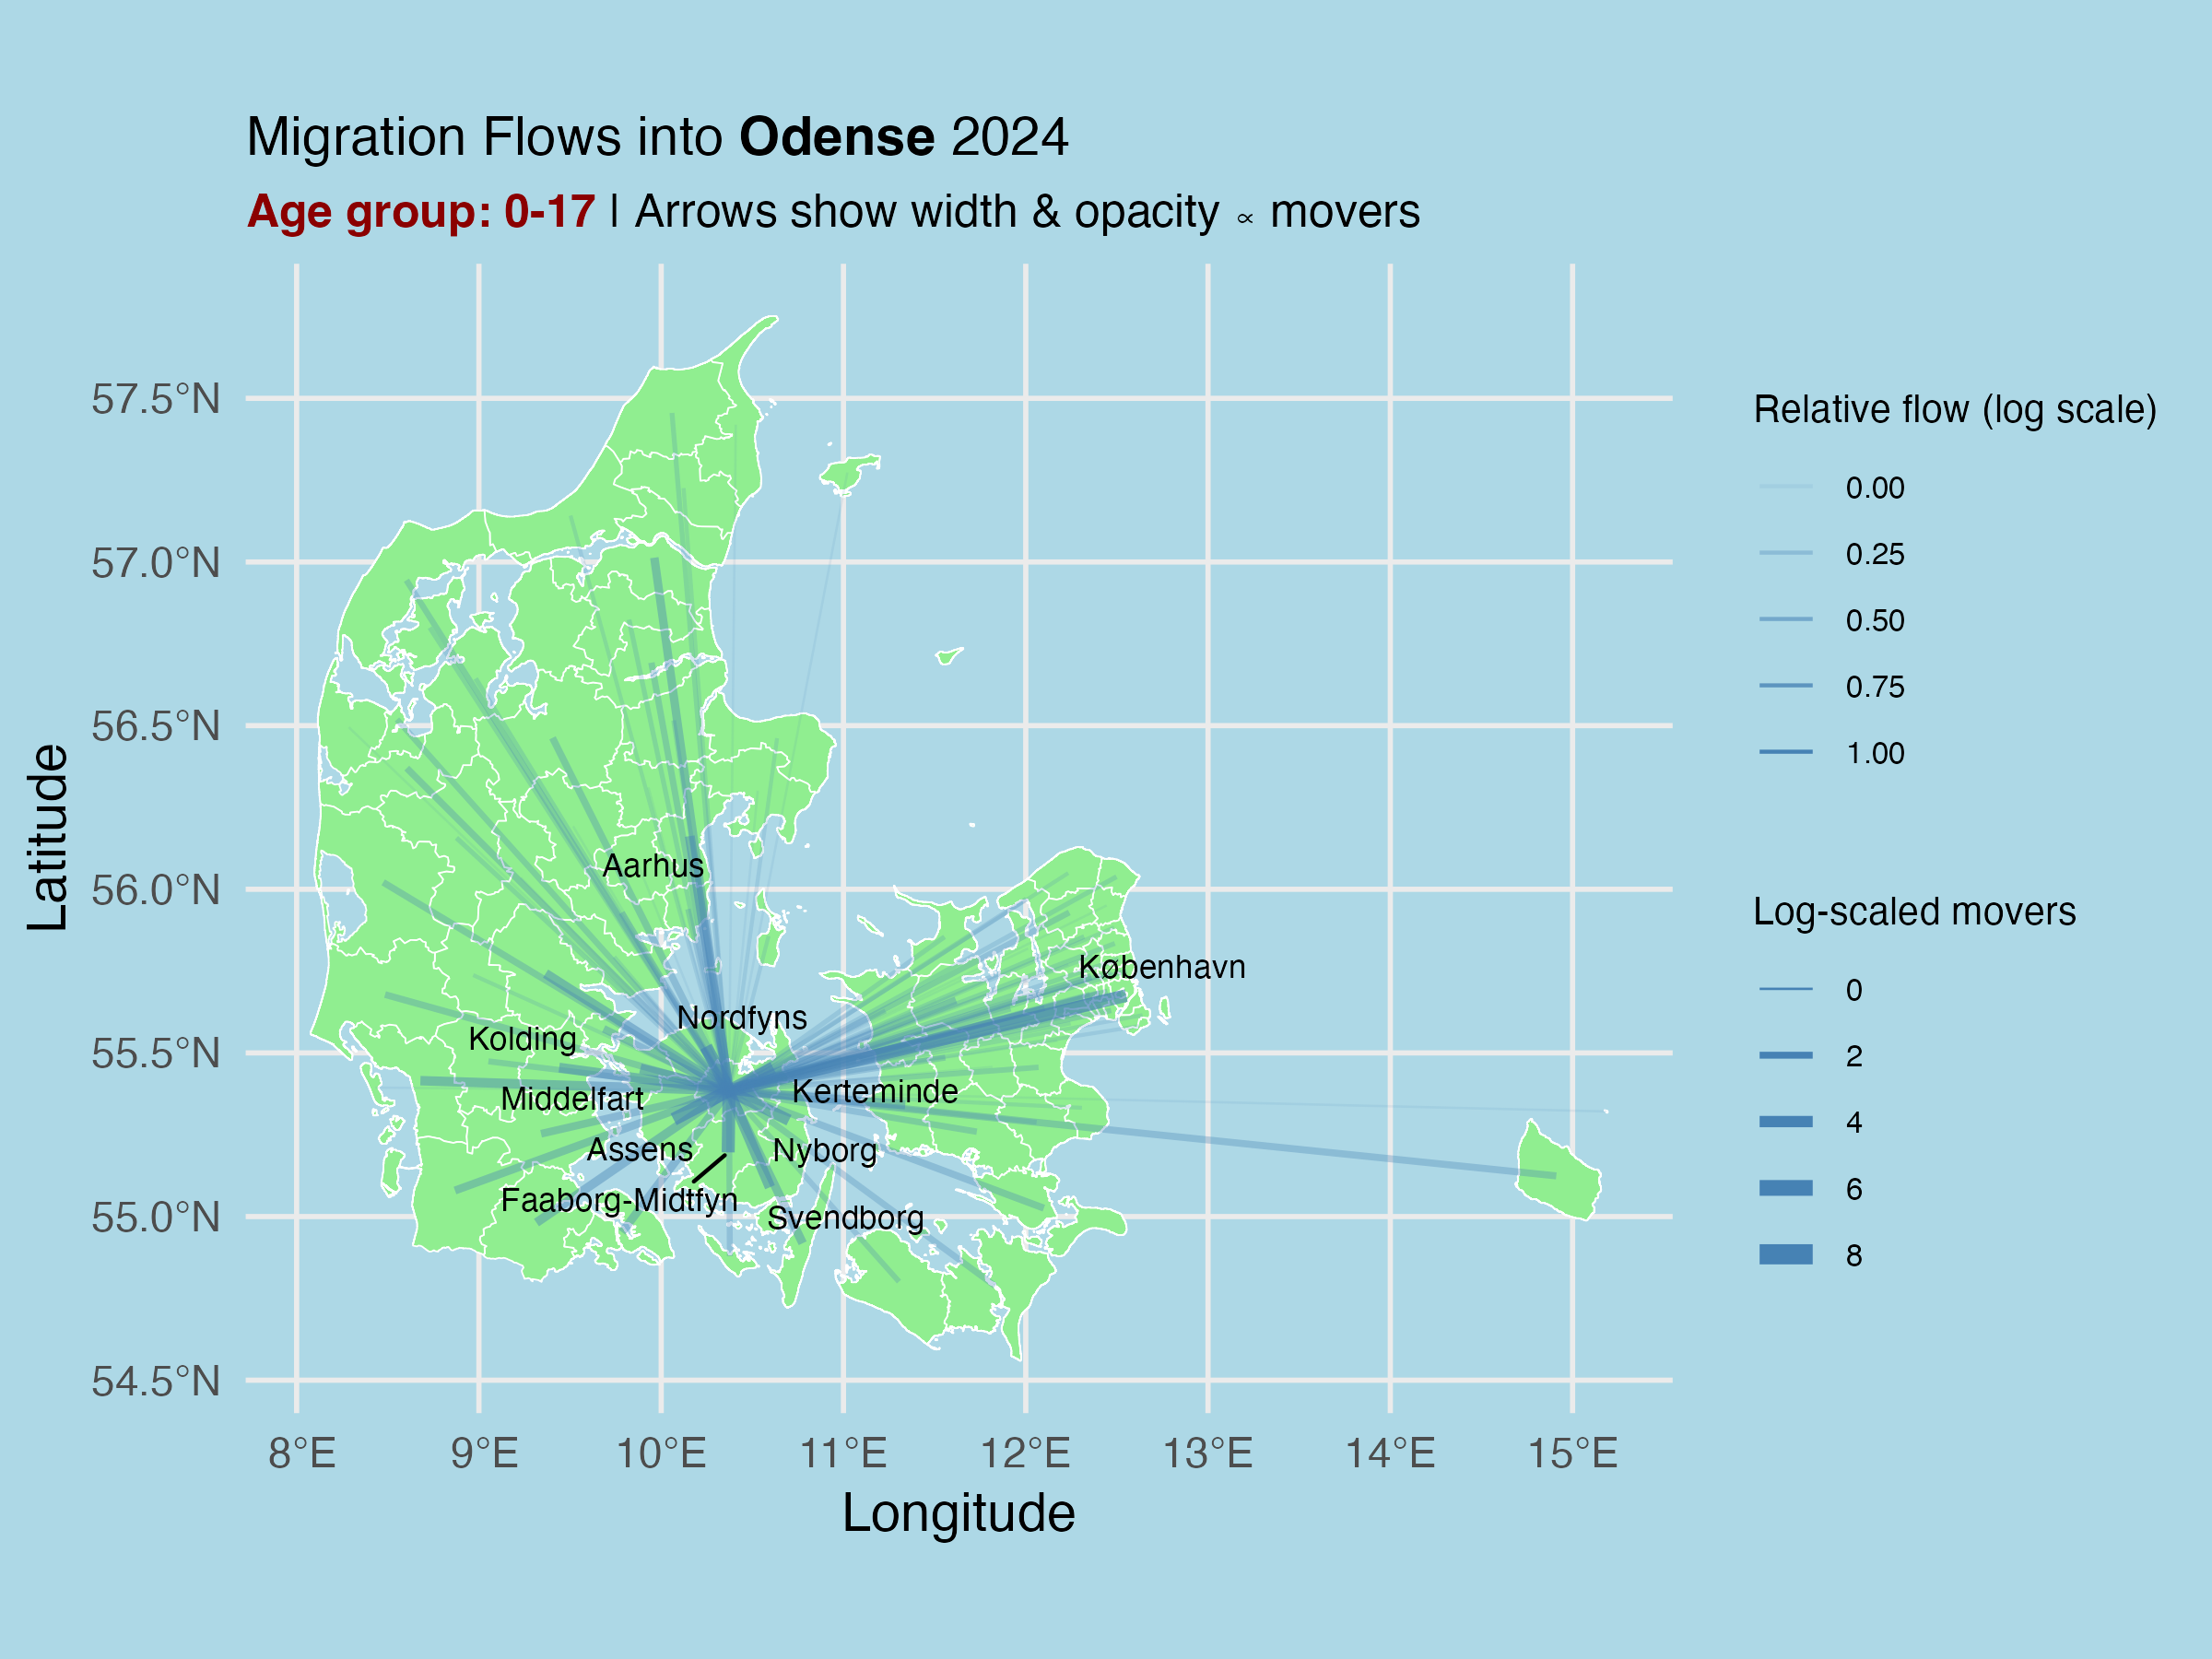 Migration Flows into Odense 2024
Age group: 0-17 | Arrows show width & opacity ∝ movers
Latitude
57.5°N
57.0°N
56.5°N
56.0°N
55.5°N
55.0°N
54.5°N
Aarhus
København
Nordfyns
Kolding
Kerteminde
Middelfart
Assens
Nyborg
Faaborg-Midtfyn
Svendborg
8°E
9°E
10°E
11°E
12°E
13°E
14°E
15°E
Longitude
Relative flow (log scale)
0.00
0.25
0.50
0.75
1.00
Log-scaled movers
0
2
4
6
8